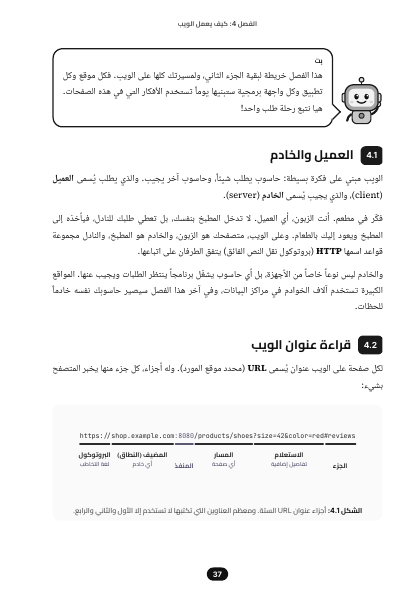 الفصل 4: كيف يعمل الويب
بت
هذا الفصل خريطة لبقية الجزء الثاني، ولمسيرتك كلها على الويب. فكل موقع وكل
تطبيق وكل واجهة برمجية ستبنيها يوماً تستخدم الأفكار التي في هذه الصفحات.
هيا نتتبع رحلة طلب واحد!
4.1 العميل والخادم
الويب مبني على فكرة بسيطة: حاسوب يطلب شيئاً، وحاسوب آخر يجيب. والذي يطلب يُسمى العميل
(client)، والذي يجيب يُسمى الخادم (server).
فكّر في مطعم. أنت الزبون، أي العميل. لا تدخل المطبخ بنفسك، بل تعطي طلبك للنادل، فيأخذه إلى
المطبخ ويعود إليك بالطعام. وعلى الويب، متصفحك هو الزبون، والخادم هو المطبخ، والنادل مجموعة
قواعد اسمها HTTP (بروتوكول نقل النص الفائق) يتفق الطرفان على اتباعها.
والخادم ليس نوعاً خاصاً من الأجهزة، بل أي حاسوب يشغّل برنامجاً ينتظر الطلبات ويجيب عنها. المواقع
الكبيرة تستخدم آلاف الخوادم في مراكز البيانات، وفي آخر هذا الفصل سيصير حاسوبك نفسه خادماً
للحظات.
4.2 قراءة عنوان الويب
لكل صفحة على الويب عنوان يُسمى URL (محدد موقع المورد). وله أجزاء، كل جزء منها يخبر المتصفح
بشيء:
https://shop.example.com:8080/products/shoes?size=42&color=red#reviews
البروتوكول المضيف (النطاق) المنفذ المسار الاستعلام الجزء
لغة التخاطب أي خادم أي صفحة تفاصيل إضافية
الشكل 4.1: أجزاء عنوان URL الستة. ومعظم العناوين التي تكتبها لا تستخدم إلا الأول والثاني والرابع.
37